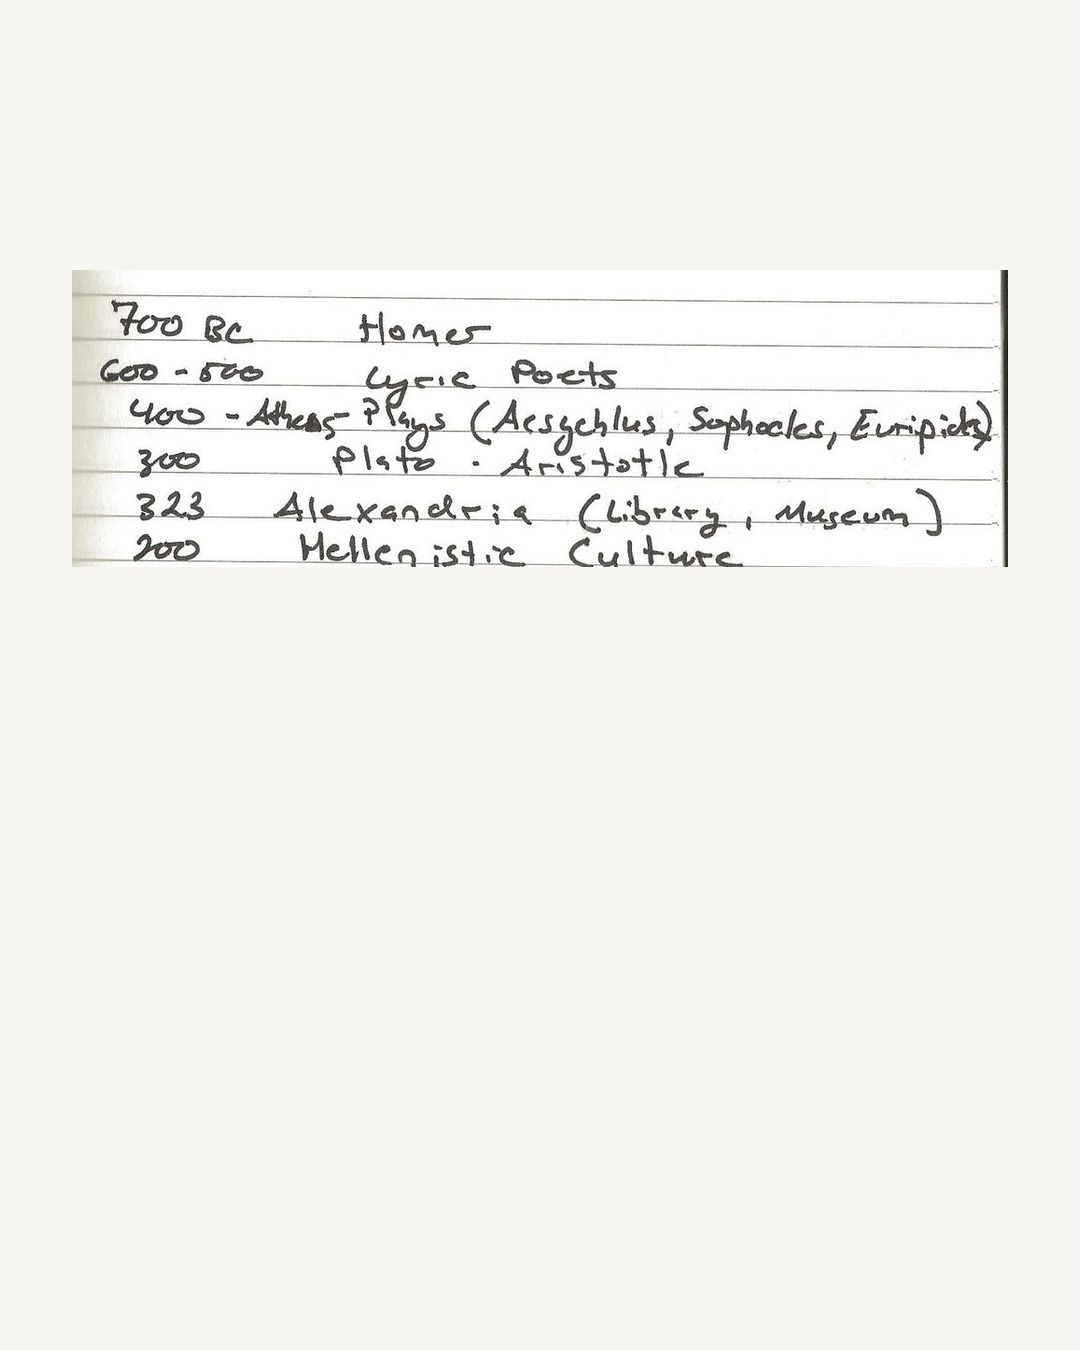 700 BC Homer
600 - 500 Lyric Poets
400 - Athens - Plays (Aesychlus, Sophocles, Euripides)
300 Plato . Aristotle
323 Alexandria (Library, Museum)
200 Hellenistic Culture